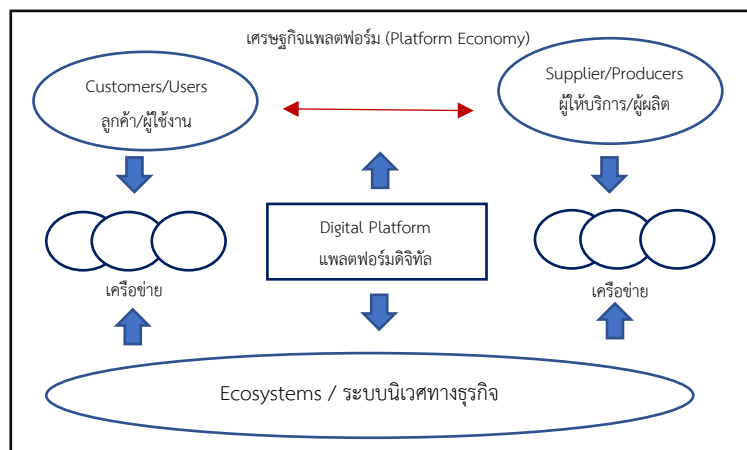 เศรษฐกิจแพลตฟอร์ม (Platform Economy)
Customers/Users
ลูกค้า/ผู้ใช้งาน
Supplier/Producers
ผู้ให้บริการ/ผู้ผลิต
Digital Platform
แพลตฟอร์มดิจิทัล
เครือข่าย
เครือข่าย
Ecosystems / ระบบนิเวศทางธุรกิจ